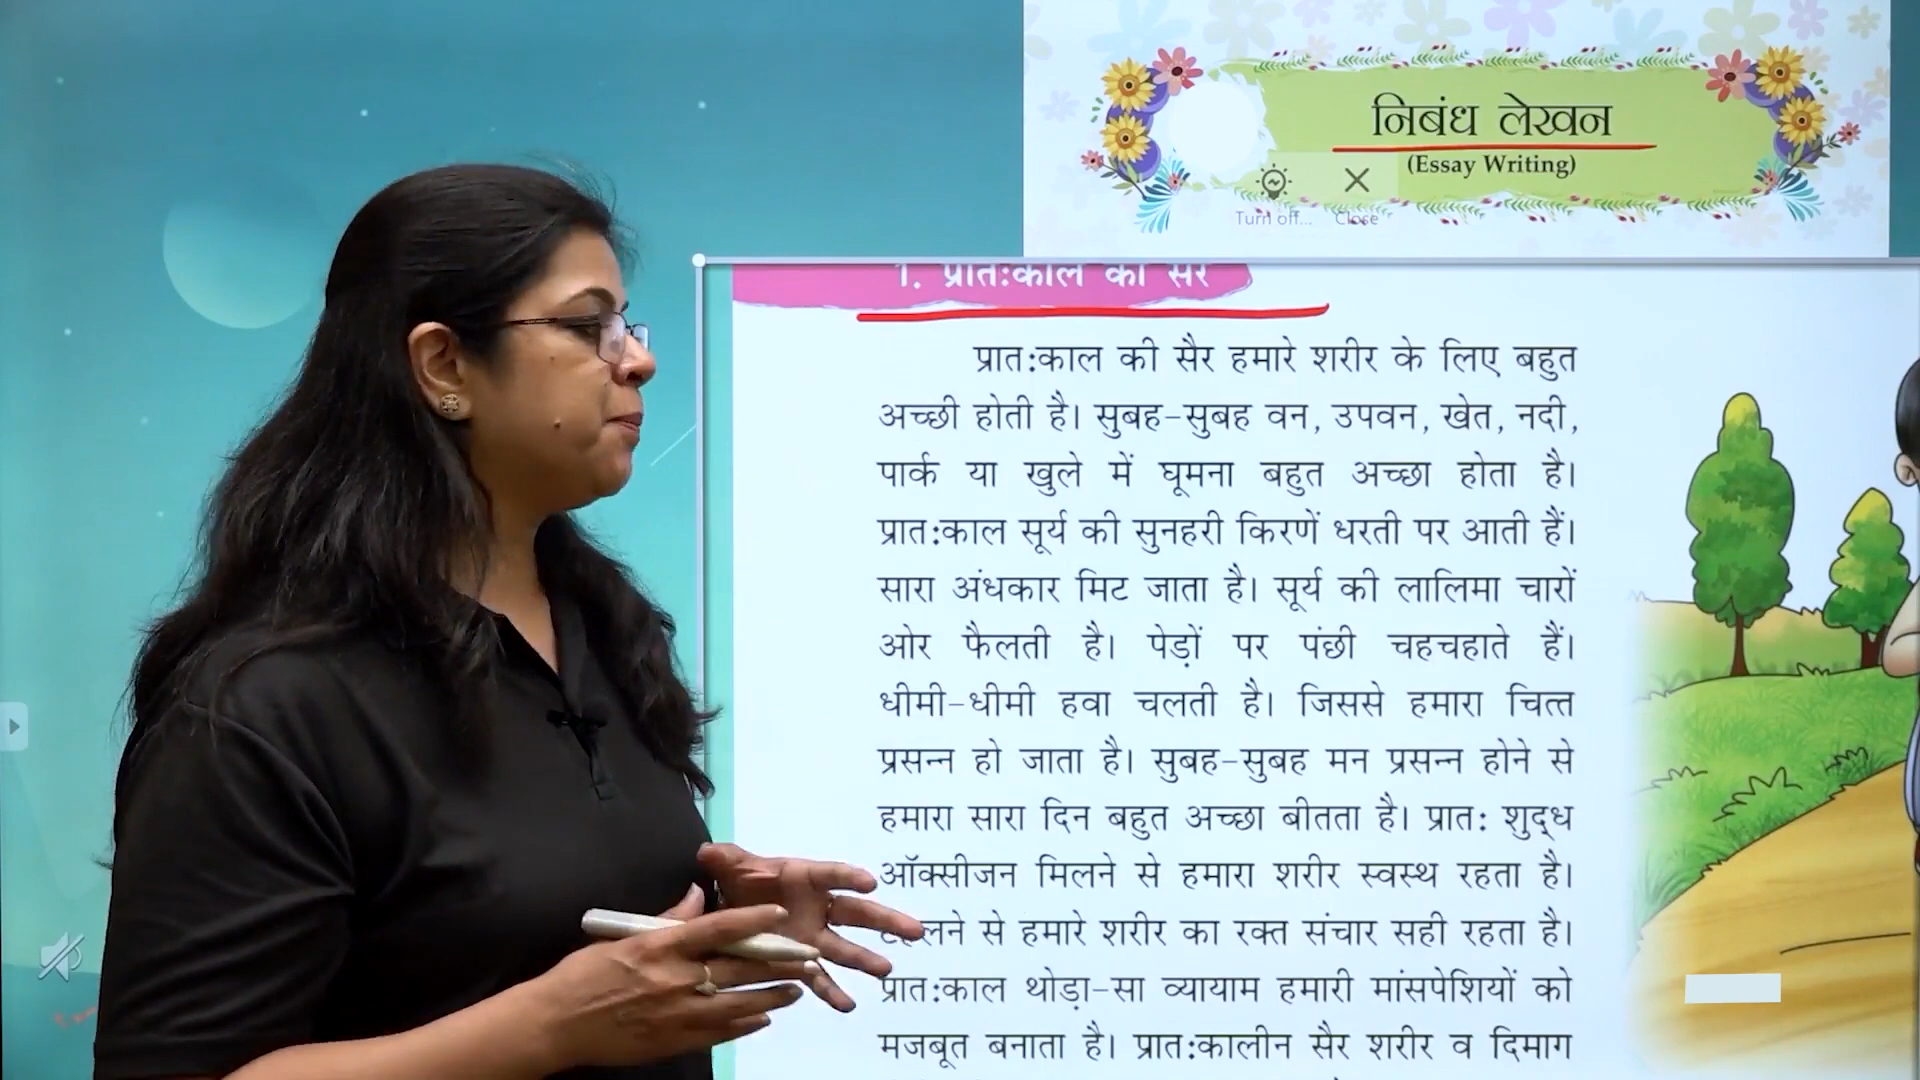 निबंध लेखन
(Essay Writing)
Turn off... Close
1. प्रात:काल की सैर
प्रात:काल की सैर हमारे शरीर के लिए बहुत
अच्छी होती है। सुबह-सुबह वन, उपवन, खेत, नदी,
पार्क या खुले में घूमना बहुत अच्छा होता है।
प्रात:काल सूर्य की सुनहरी किरणें धरती पर आती हैं।
सारा अंधकार मिट जाता है। सूर्य की लालिमा चारों
ओर फैलती है। पेड़ों पर पंछी चहचहाते हैं।
धीमी-धीमी हवा चलती है। जिससे हमारा चित्त
प्रसन्न हो जाता है। सुबह-सुबह मन प्रसन्न होने से
हमारा सारा दिन बहुत अच्छा बीतता है। प्रात: शुद्ध
ऑक्सीजन मिलने से हमारा शरीर स्वस्थ रहता है।
से हमारे शरीर का रक्त संचार सही रहता है।
प्रात:काल थोड़ा-सा व्यायाम हमारी मांसपेशियों को
मजबूत बनाता है। प्रात:कालीन सैर शरीर व दिमाग